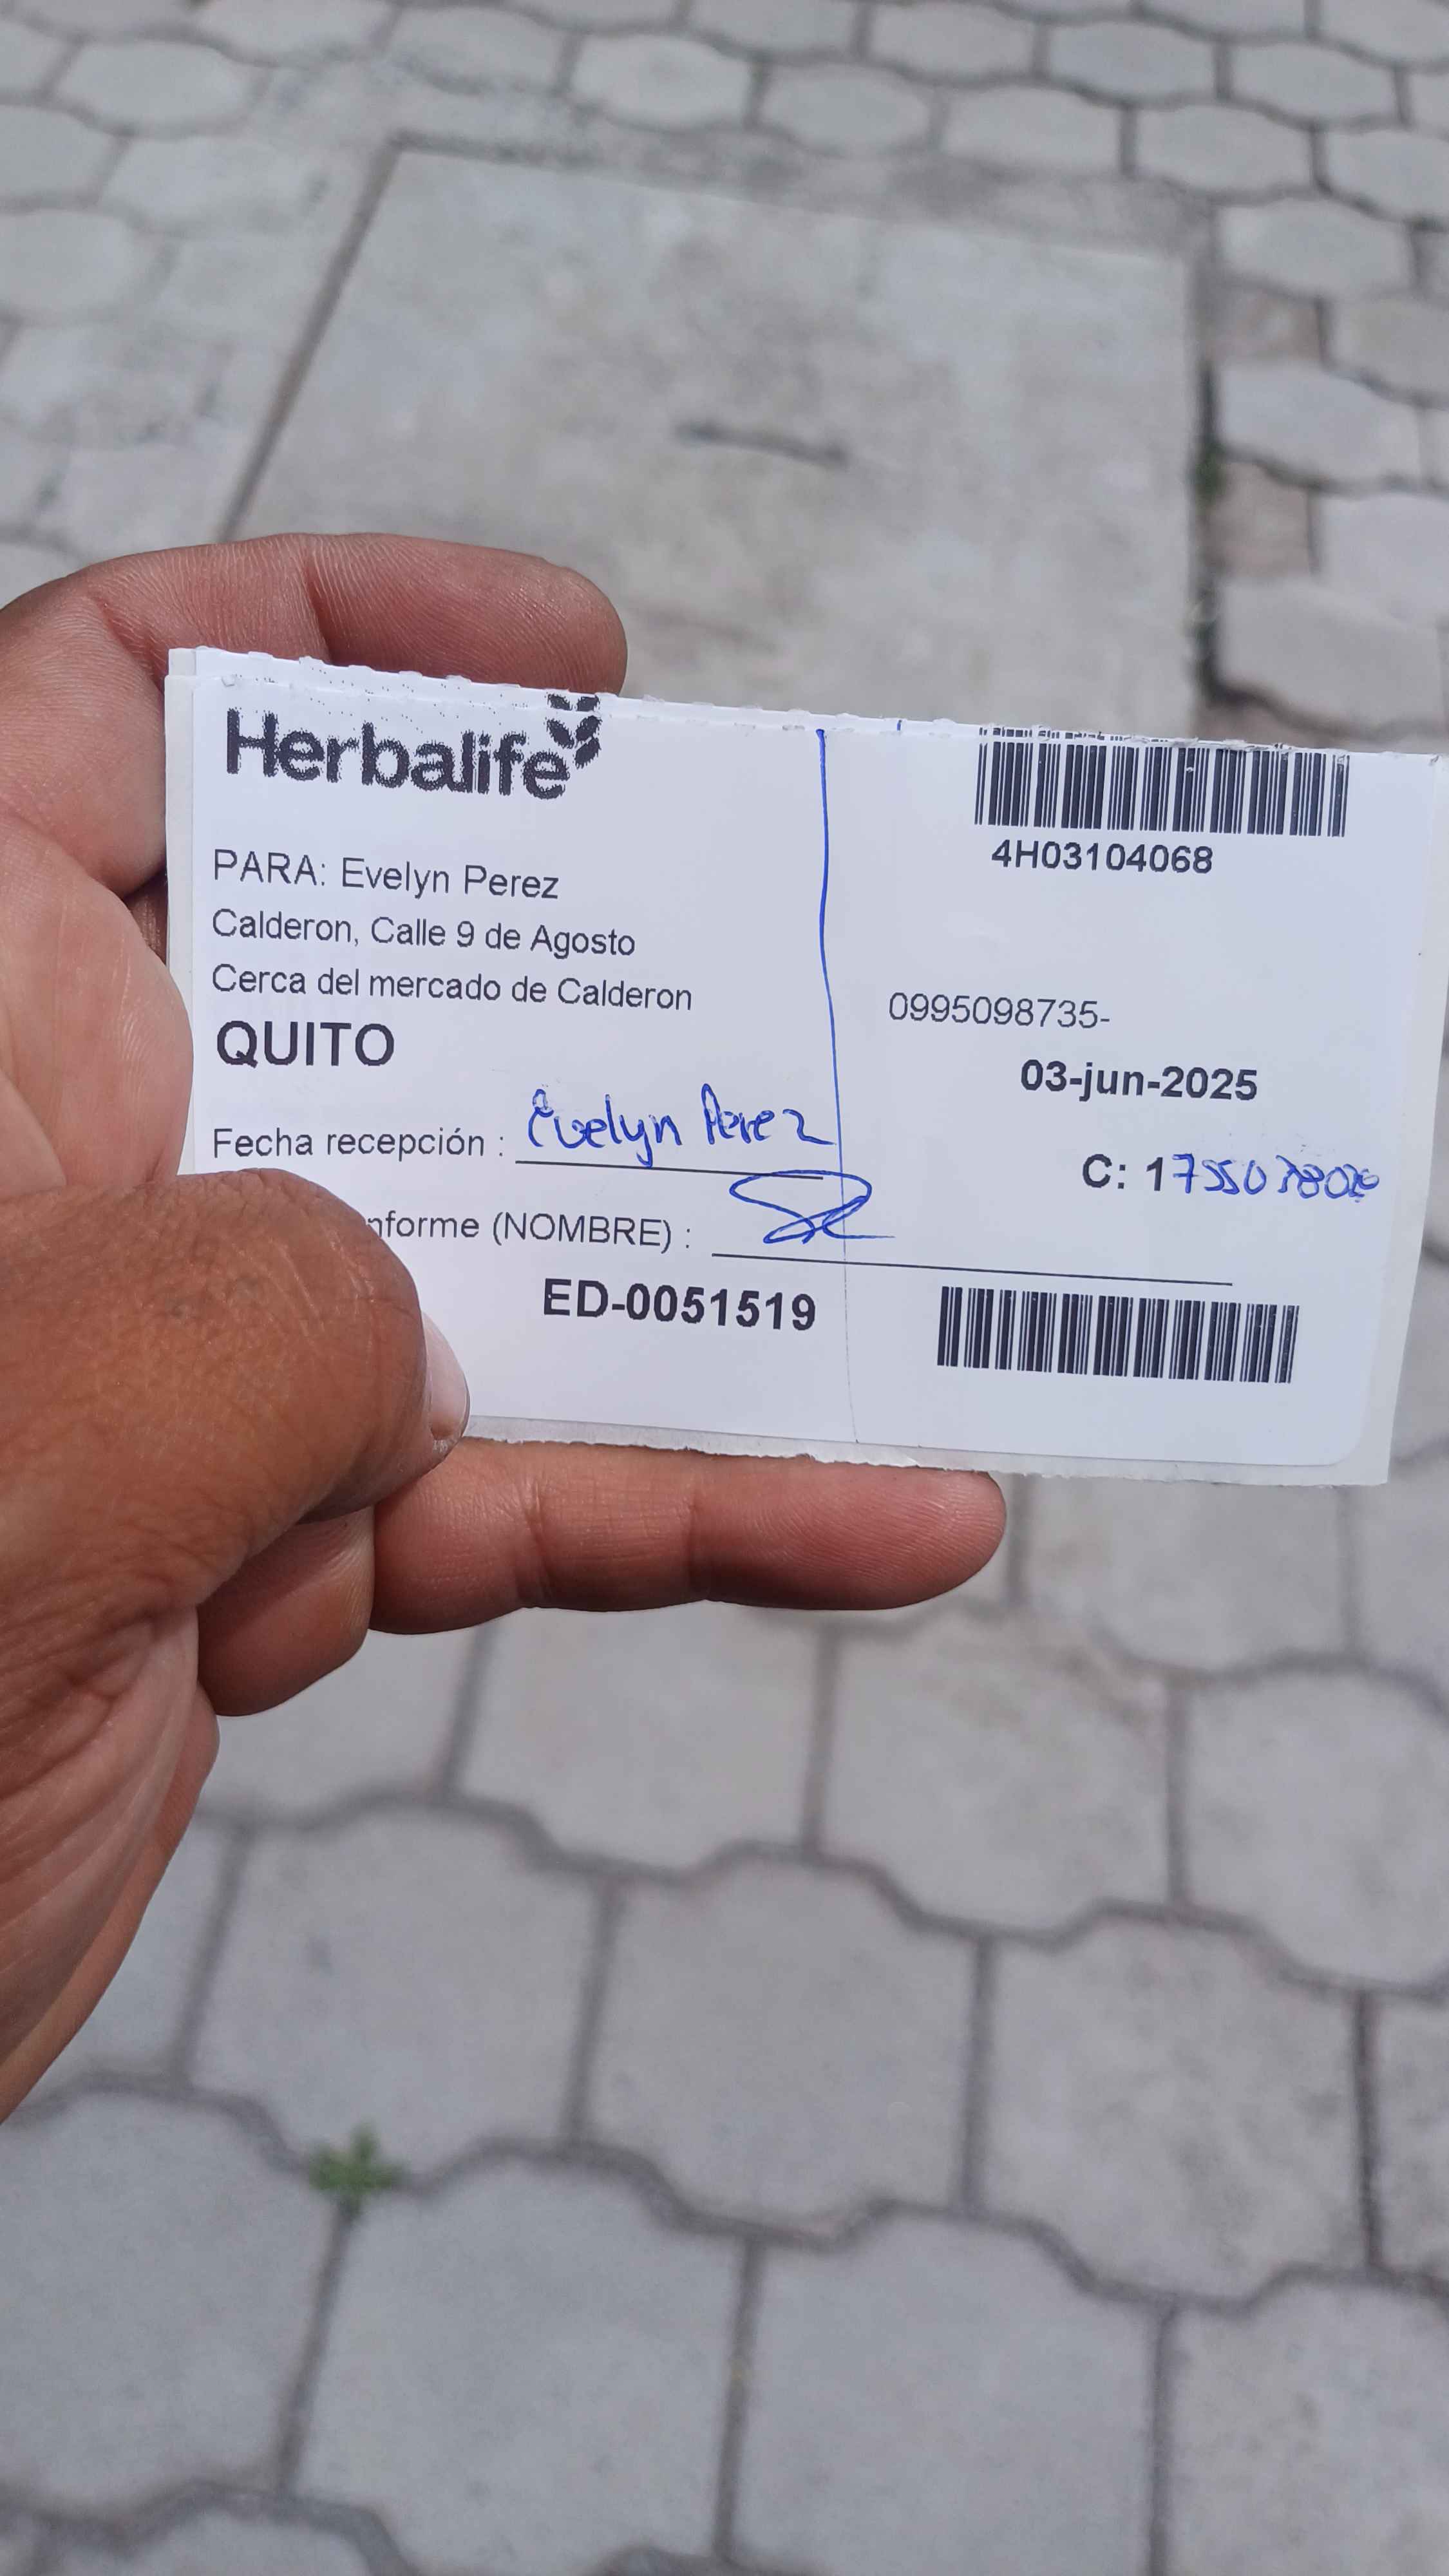 Herbalife
4H03104068
PARA: Evelyn Perez
Calderon, Calle 9 de Agosto
Cerca del mercado de Calderon
0995098735-
QUITO
03-jun-2025
Fecha recepción : Evelyn Perez
C:
nforme (NOMBRE) :
ED-0051519